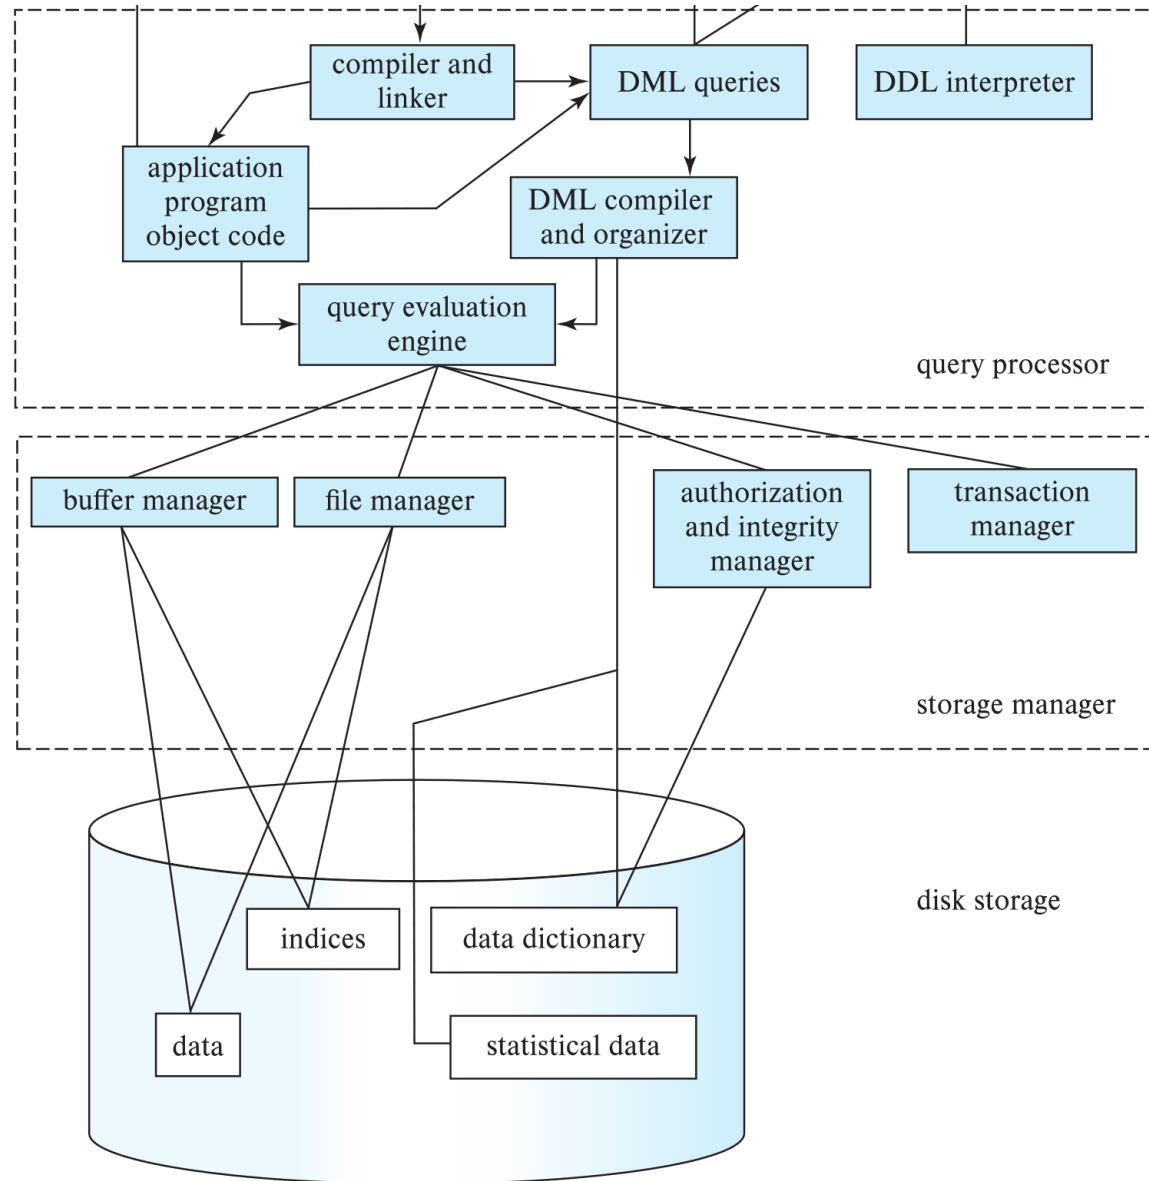 compiler and
linker
DML queries
DDL interpreter
application
program
object code
DML compiler
and organizer
query evaluation
engine
query processor
buffer manager
file manager
authorization
and integrity
manager
transaction
manager
storage manager
disk storage
indices
data dictionary
data
statistical data